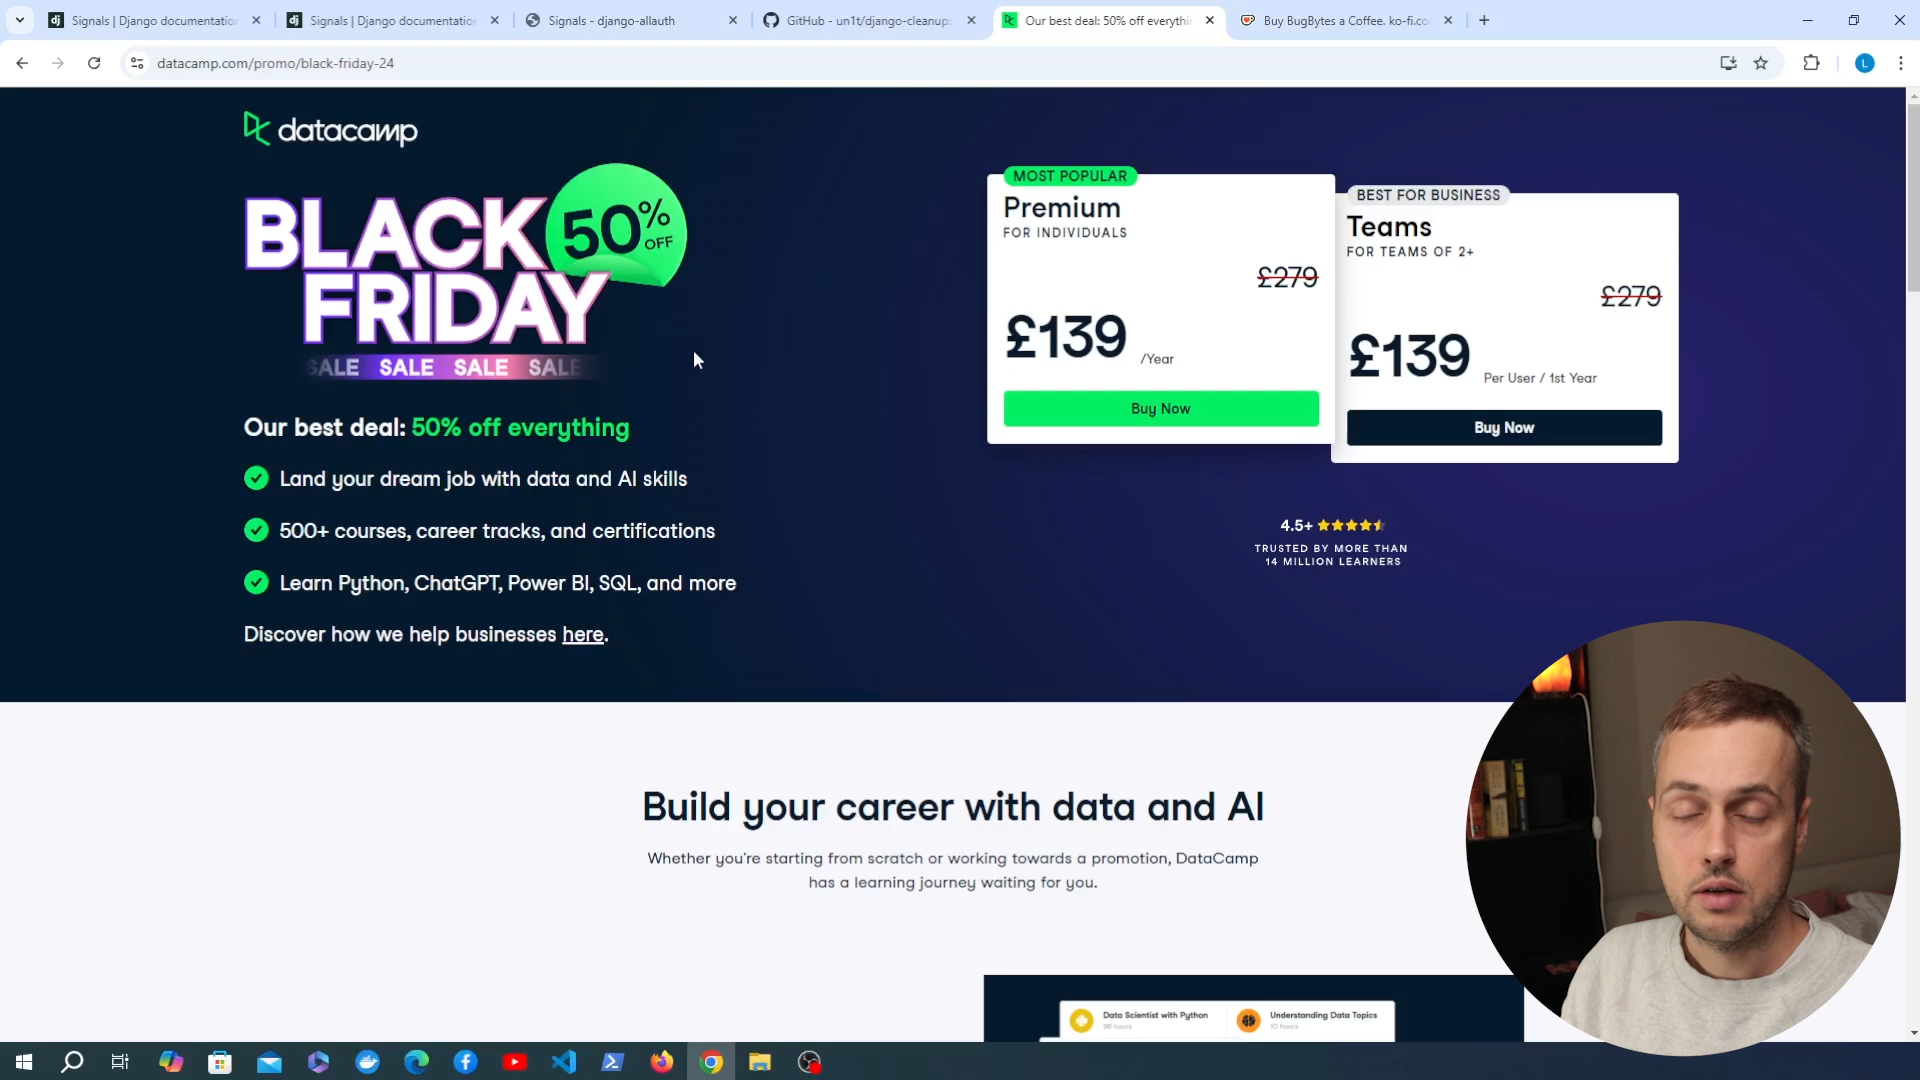 Signals | Django documentation
Signals | Django documentation
Signals - django-allauth
GitHub - un1t/django-cleanup:
Our best deal: 50% off everythi
Buy BugBytes a Coffee. ko-fi.co
datacamp.com/promo/black-friday-24
L
datacamp
BLACK
FRIDAY
50% OFF
SALE SALE SALE SALE
Our best deal: 50% off everything
Land your dream job with data and AI skills
500+ courses, career tracks, and certifications
Learn Python, ChatGPT, Power BI, SQL, and more
Discover how we help businesses here.
MOST POPULAR
Premium
FOR INDIVIDUALS
£279
£139 /Year
Buy Now
BEST FOR BUSINESS
Teams
FOR TEAMS OF 2+
£279
£139 Per User / 1st Year
Buy Now
4.5+
TRUSTED BY MORE THAN
14 MILLION LEARNERS
Build your career with data and AI
Whether you're starting from scratch or working towards a promotion, DataCamp
has a learning journey waiting for you.
Data Scientist with Python
Understanding Data Topics
10 hours